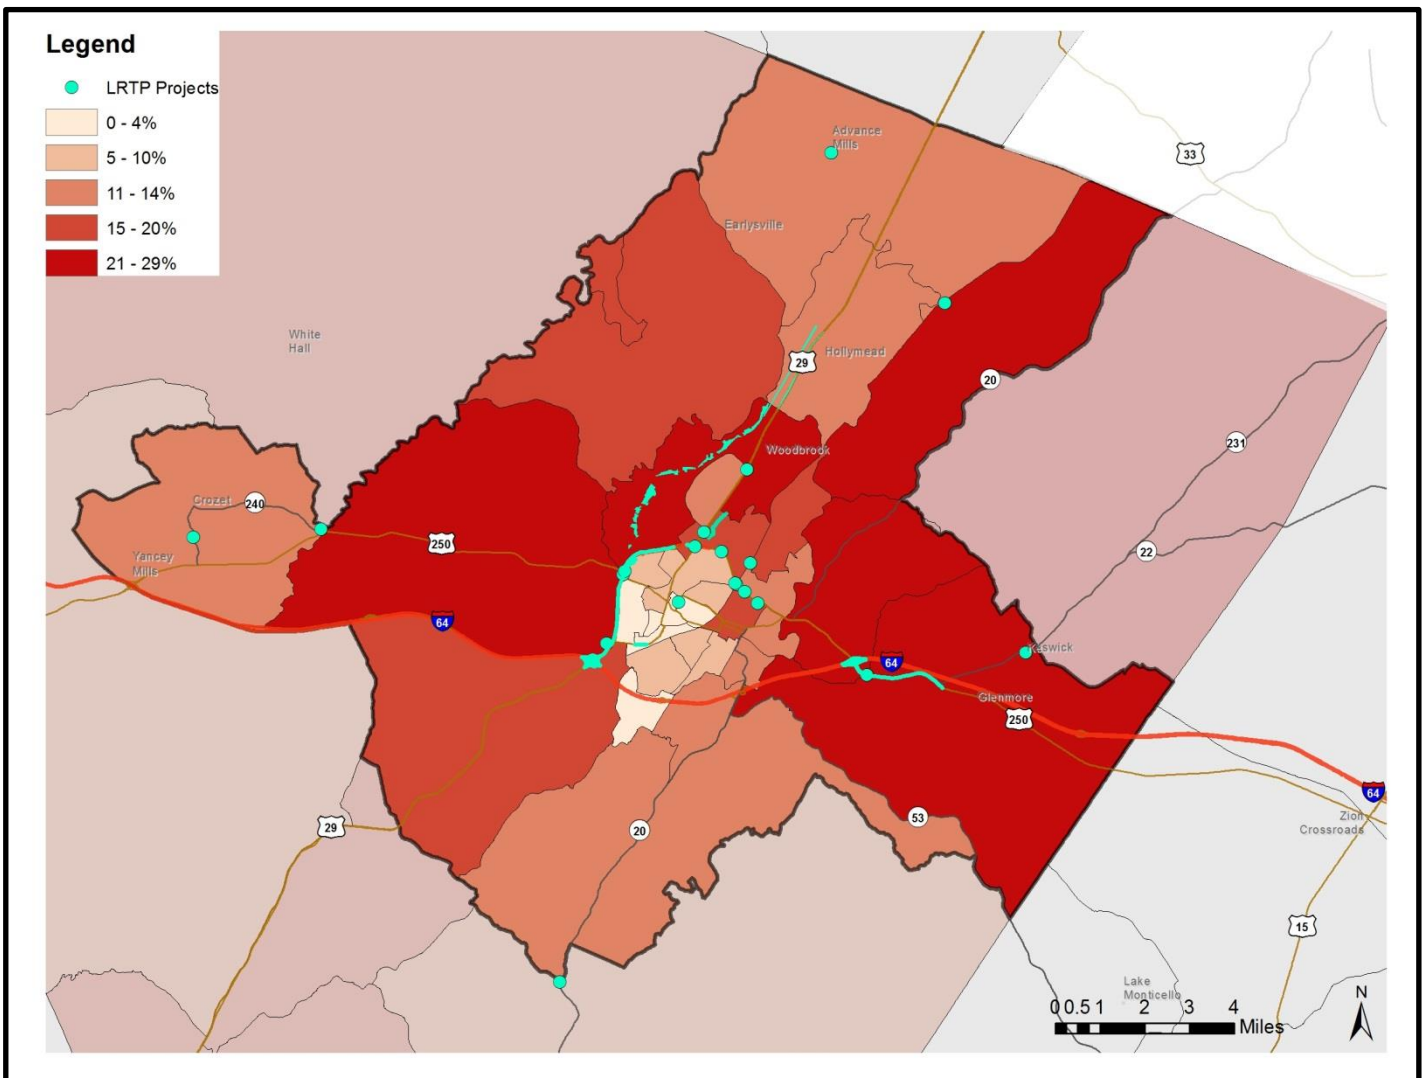 Legend
LRTP Projects
0 - 4%
5 - 10%
11 - 14%
15 - 20%
21 - 29%
Advance
Mills
33
Earlysville
White
Hall
Hollymead
29
20
231
Woodbrook
Crozet
240
250
22
Yancey
Mills
64
Keswick
64
Glenmore
250
64
Zion
Crossroads
53
29
20
15
Lake
Monticello
N
0 0.5 1 2 3 4
Miles